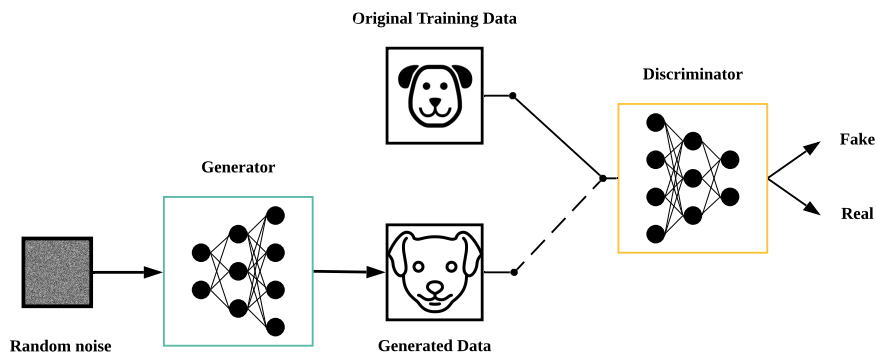 Original Training Data
Discriminator
Fake
Generator
Real
Random noise
Generated Data